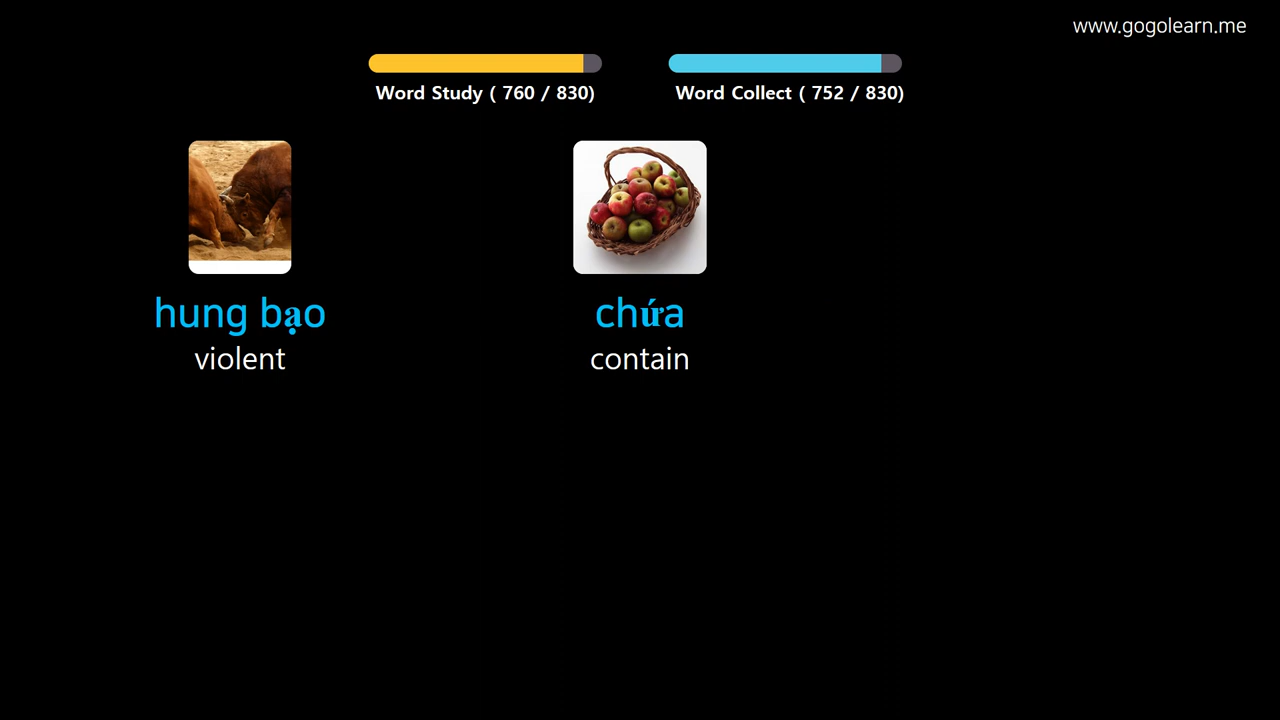 www.gogolearn.me
Word Study ( 760 / 830)
Word Collect ( 752 / 830)
hung bạo
violent
chứa
contain